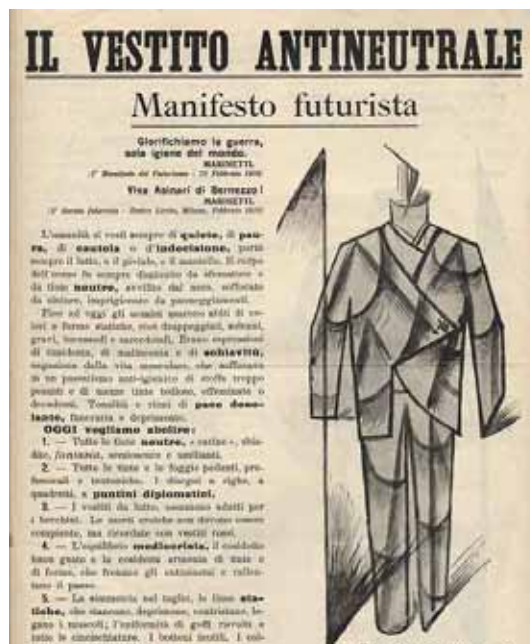 IL VESTITO ANTINEUTRALE
Manifesto futurista
Glorifichiamo la guerra,
sola igiene del mondo.
MARINETTI.
(1° Manifesto del Futurismo - 20 Febbraio 1909)
Viva Asinari di Bernezzo!
MARINETTI.
(1ª Serata futurista - Teatro Lirico, Milano, Febbraio 1910)
L'umanità si vestì sempre di quiete, di pau-
ra, di cautela o d'indecisione, portò
sempre il lutto, o il piviale, o il mantello. Il corpo
dell'uomo fu sempre diminuito da sfumature e
da tinte neutre, avvilito dal nero, soffocato
da cinture, imprigionato da panneggiamenti.
Fino ad oggi gli uomini usarono abiti di co-
lori e forme statiche, cioè drappeggiati, solenni,
gravi, incomodi e sacerdotali. Erano espressioni
di timidezza, di malinconia e di schiavitù,
negazione della vita muscolare, che soffocava
in un passatismo anti-igienico di stoffe troppo
pesanti e di mezze tinte tediose, effeminate o
decadenti. Tonalità e ritmi di pace deso-
lante, funeraria e deprimente.
OGGI vogliamo abolire:
1. — Tutte le tinte neutre, « carine », sbia-
dite, fantasia, semioscure e umilianti.
2. — Tutte le tinte e le foggie pedanti, pro-
fessorali e teutoniche. I disegni a righe, a
quadretti, a puntini diplomatici.
3. — I vestiti da lutto, nemmeno adatti per
i becchini. Le morti eroiche non devono essere
compiante, ma ricordate con vestiti rossi.
4. — L'equilibrio mediocrista, il cosidetto
buon gusto e la cosidetta armonia di tinte e
di forme, che frenano gli entusiasmi e rallen-
tano il passo.
5. — La simmetria nel taglio, le linee sta-
tiche, che stancano, deprimono, contristano, le-
gano i muscoli; l'uniformità di goffi risvolti e
tutte le cincischiature. I bottoni inutili, i col-